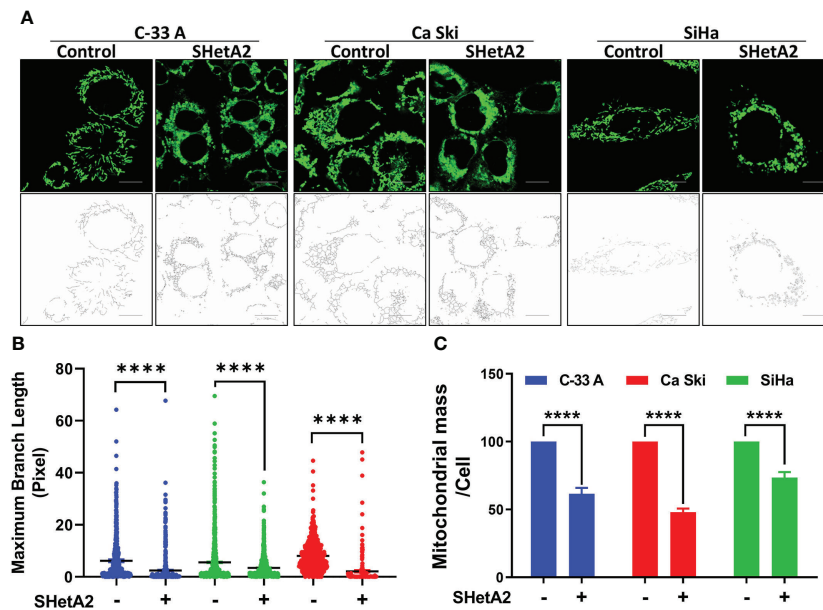 A
C-33 A Ca Ski SiHa
Control SHetA2 Control SHetA2 Control SHetA2
B
Maximum Branch Length
(Pixel)
80
60
40
20
0
**** **** ****
SHetA2 - + - + - +
C
C-33 A Ca Ski SiHa
Mitochondrial mass
/Cell
150
100
50
0
**** **** ****
SHetA2 - + - + - +